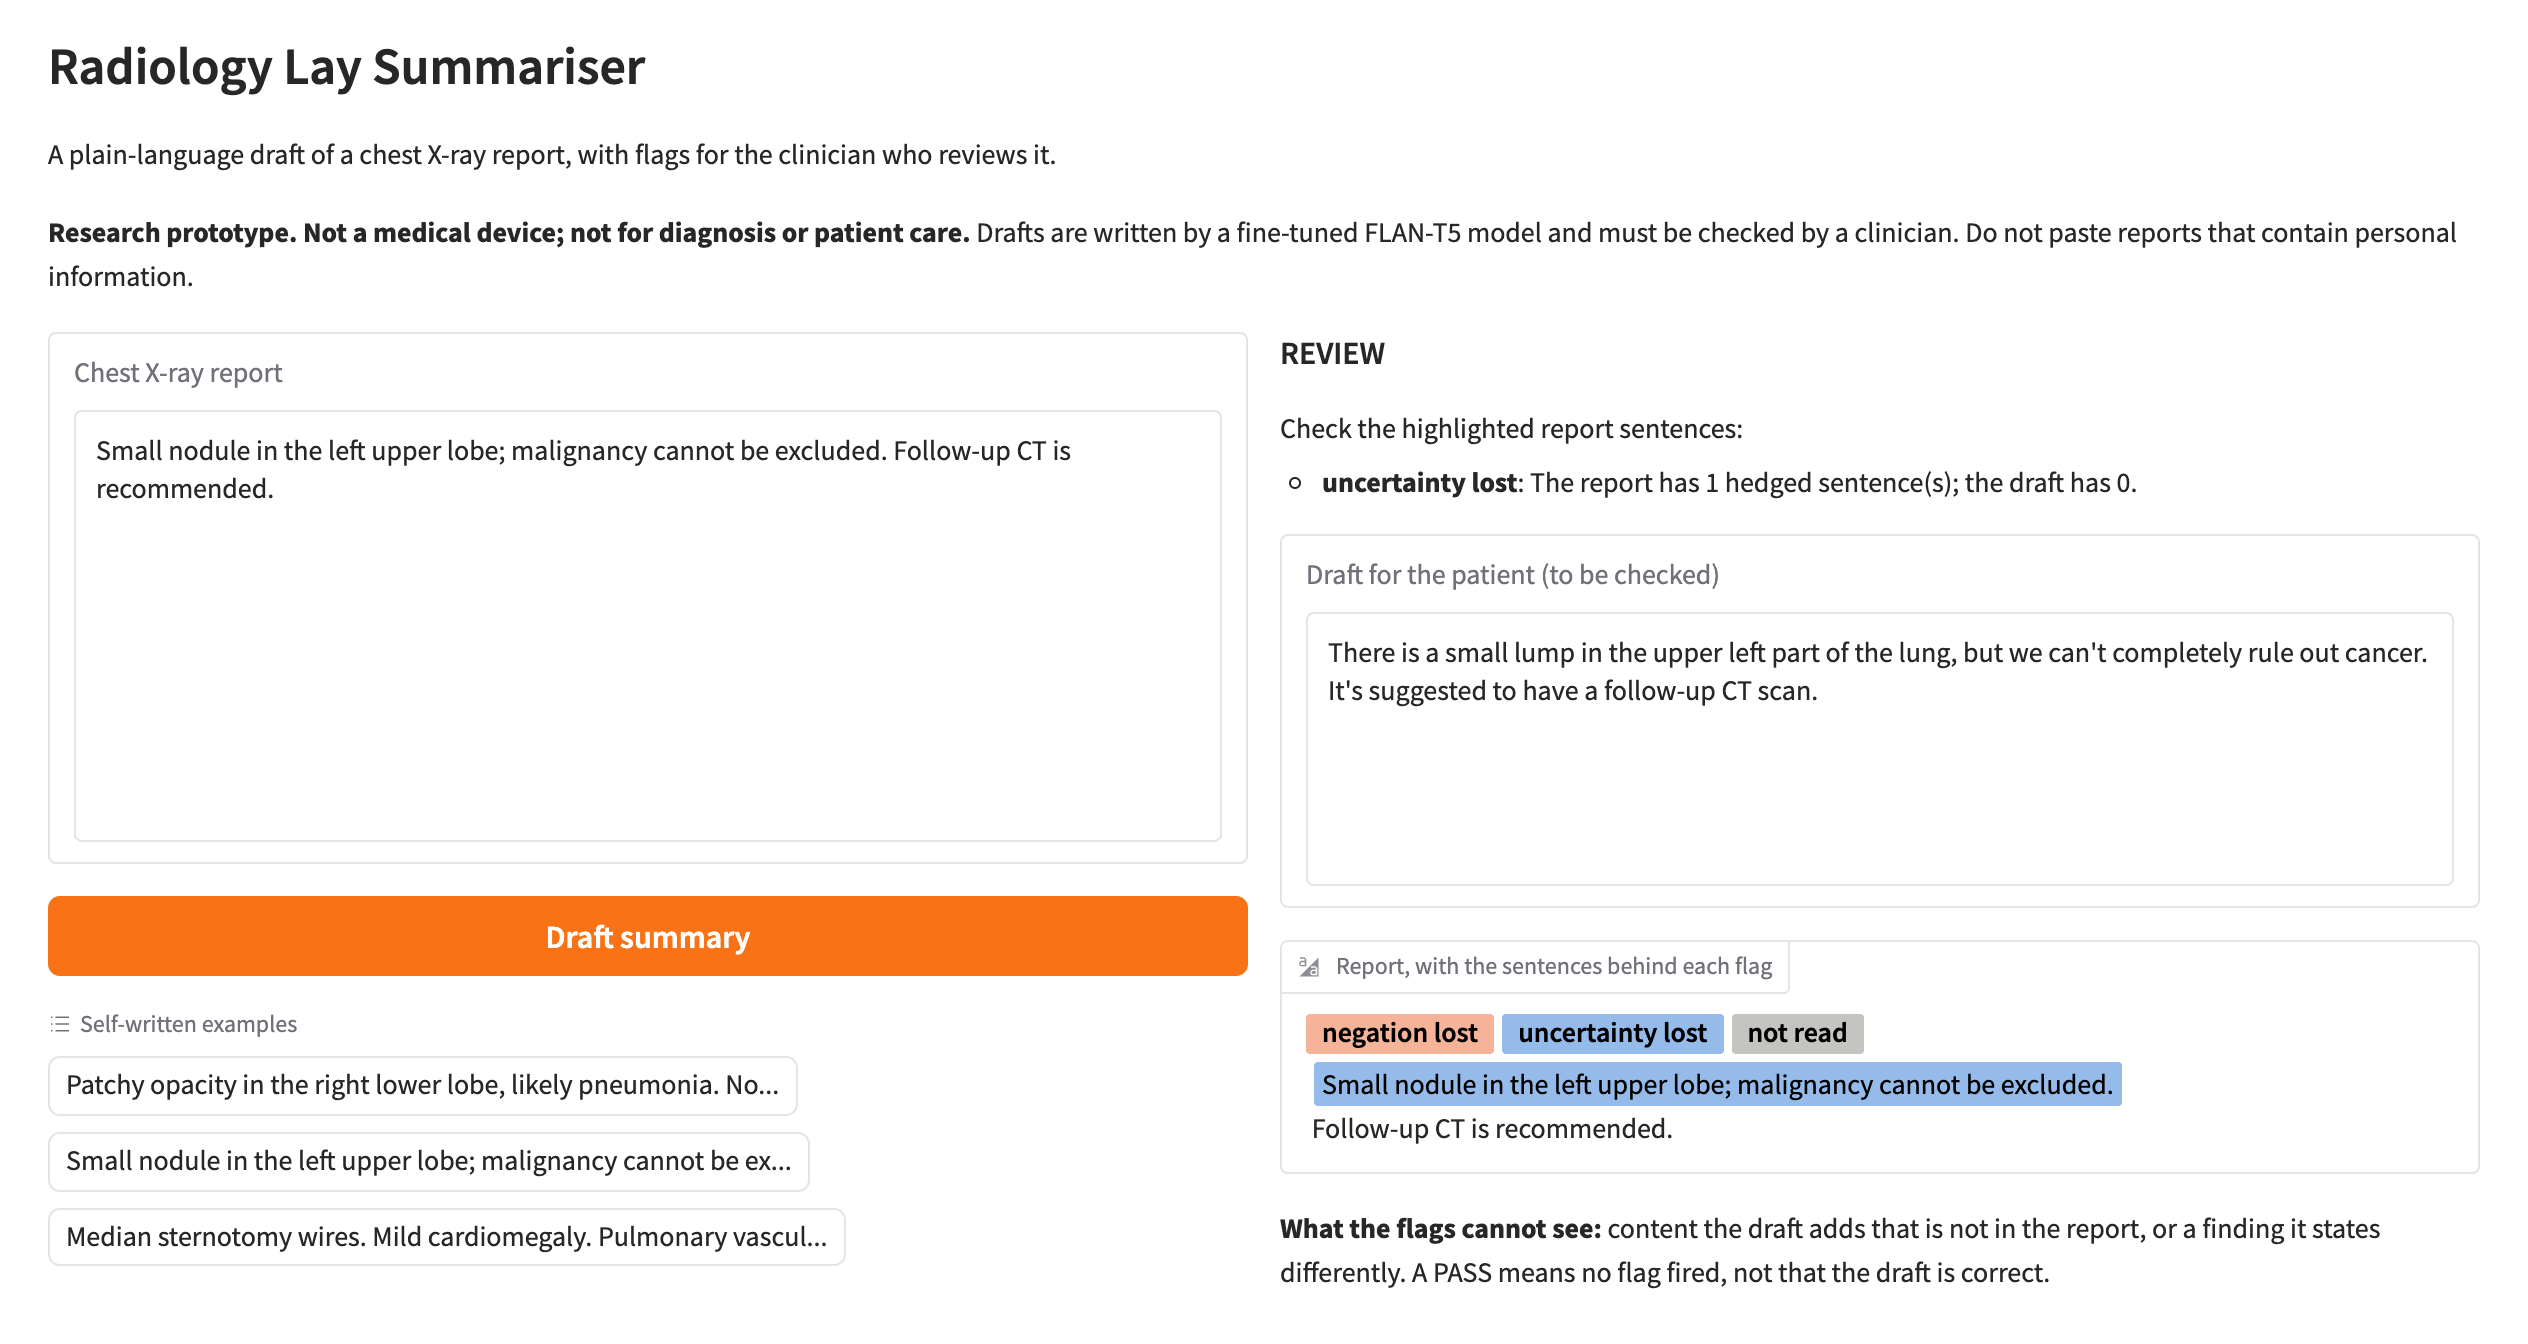 Radiology Lay Summariser
A plain-language draft of a chest X-ray report, with flags for the clinician who reviews it.
Research prototype. Not a medical device; not for diagnosis or patient care. Drafts are written by a fine-tuned FLAN-T5 model and must be checked by a clinician. Do not paste reports that contain personal
information.
Chest X-ray report
Small nodule in the left upper lobe; malignancy cannot be excluded. Follow-up CT is
recommended.
Draft summary
Self-written examples
Patchy opacity in the right lower lobe, likely pneumonia. No...
Small nodule in the left upper lobe; malignancy cannot be ex...
Median sternotomy wires. Mild cardiomegaly. Pulmonary vascul...
REVIEW
Check the highlighted report sentences:
uncertainty lost: The report has 1 hedged sentence(s); the draft has 0.
Draft for the patient (to be checked)
There is a small lump in the upper left part of the lung, but we can't completely rule out cancer.
It's suggested to have a follow-up CT scan.
Report, with the sentences behind each flag
negation lost uncertainty lost not read
Small nodule in the left upper lobe; malignancy cannot be excluded.
Follow-up CT is recommended.
What the flags cannot see: content the draft adds that is not in the report, or a finding it states
differently. A PASS means no flag fired, not that the draft is correct.